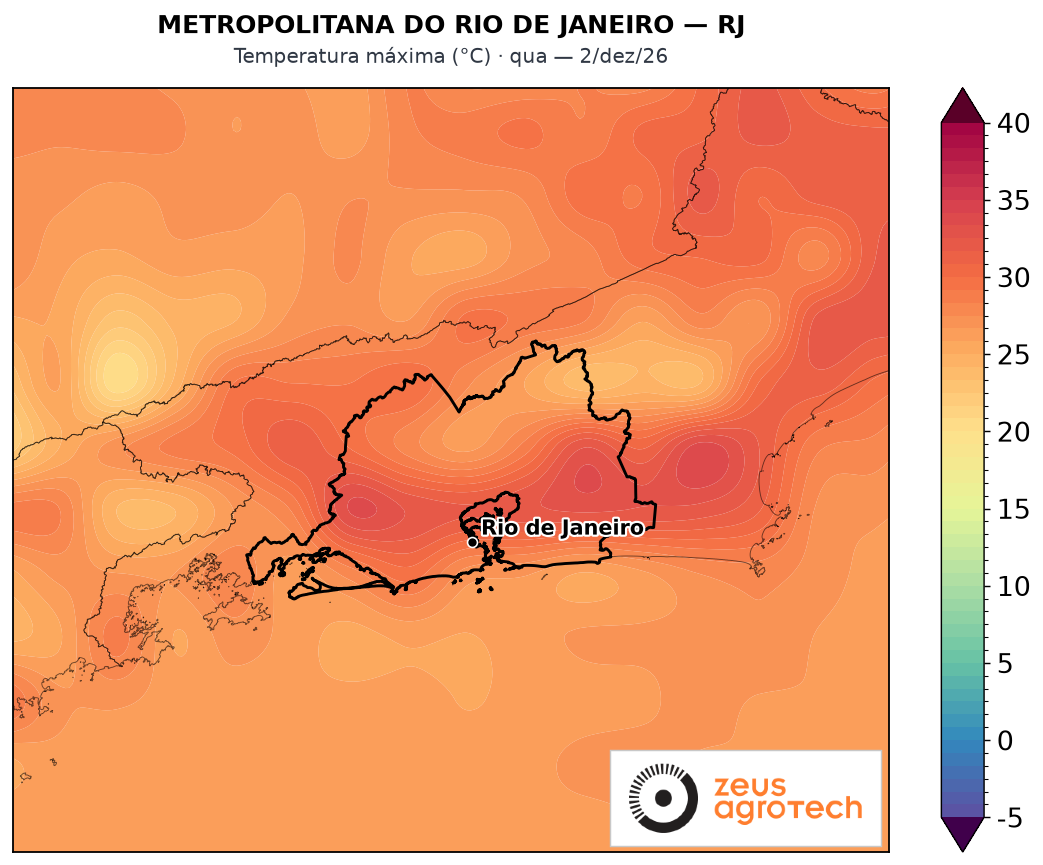 METROPOLITANA DO RIO DE JANEIRO — RJ
Temperatura máxima (°C) · qua — 2/dez/26
40
35
30
25
20
15
10
5
0
-5
Rio de Janeiro
zeus
agrotech